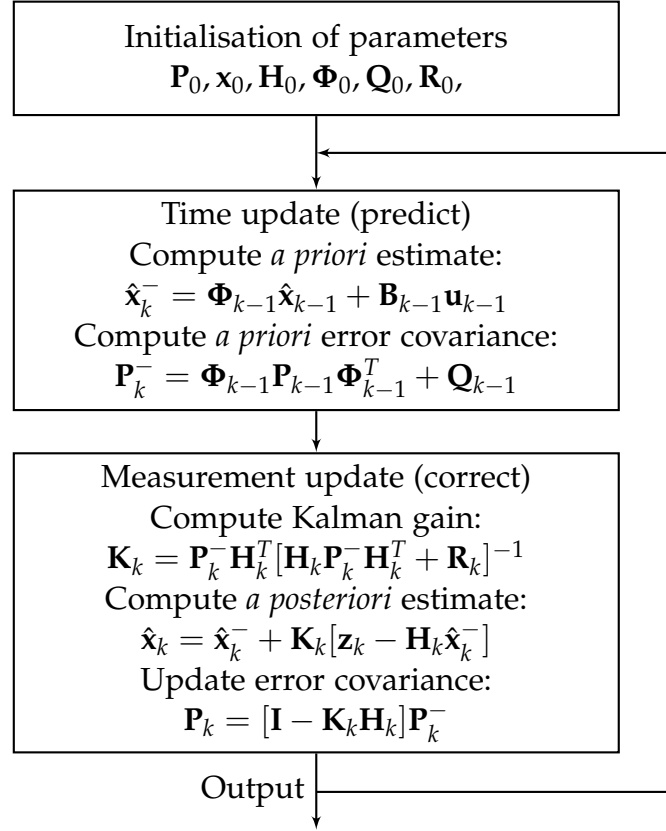 Initialisation of parameters
P₀, x₀, H₀, Φ₀, Q₀, R₀,
Time update (predict)
Compute a priori estimate:
x̂ₖ⁻ = Φₖ₋₁x̂ₖ₋₁ + Bₖ₋₁uₖ₋₁
Compute a priori error covariance:
Pₖ⁻ = Φₖ₋₁Pₖ₋₁Φₖ₋₁ᵀ + Qₖ₋₁
Measurement update (correct)
Compute Kalman gain:
Kₖ = Pₖ⁻Hₖᵀ[HₖPₖ⁻Hₖᵀ + Rₖ]⁻¹
Compute a posteriori estimate:
x̂ₖ = x̂ₖ⁻ + Kₖ[zₖ − Hₖx̂ₖ⁻]
Update error covariance:
Pₖ = [I − KₖHₖ]Pₖ⁻
Output